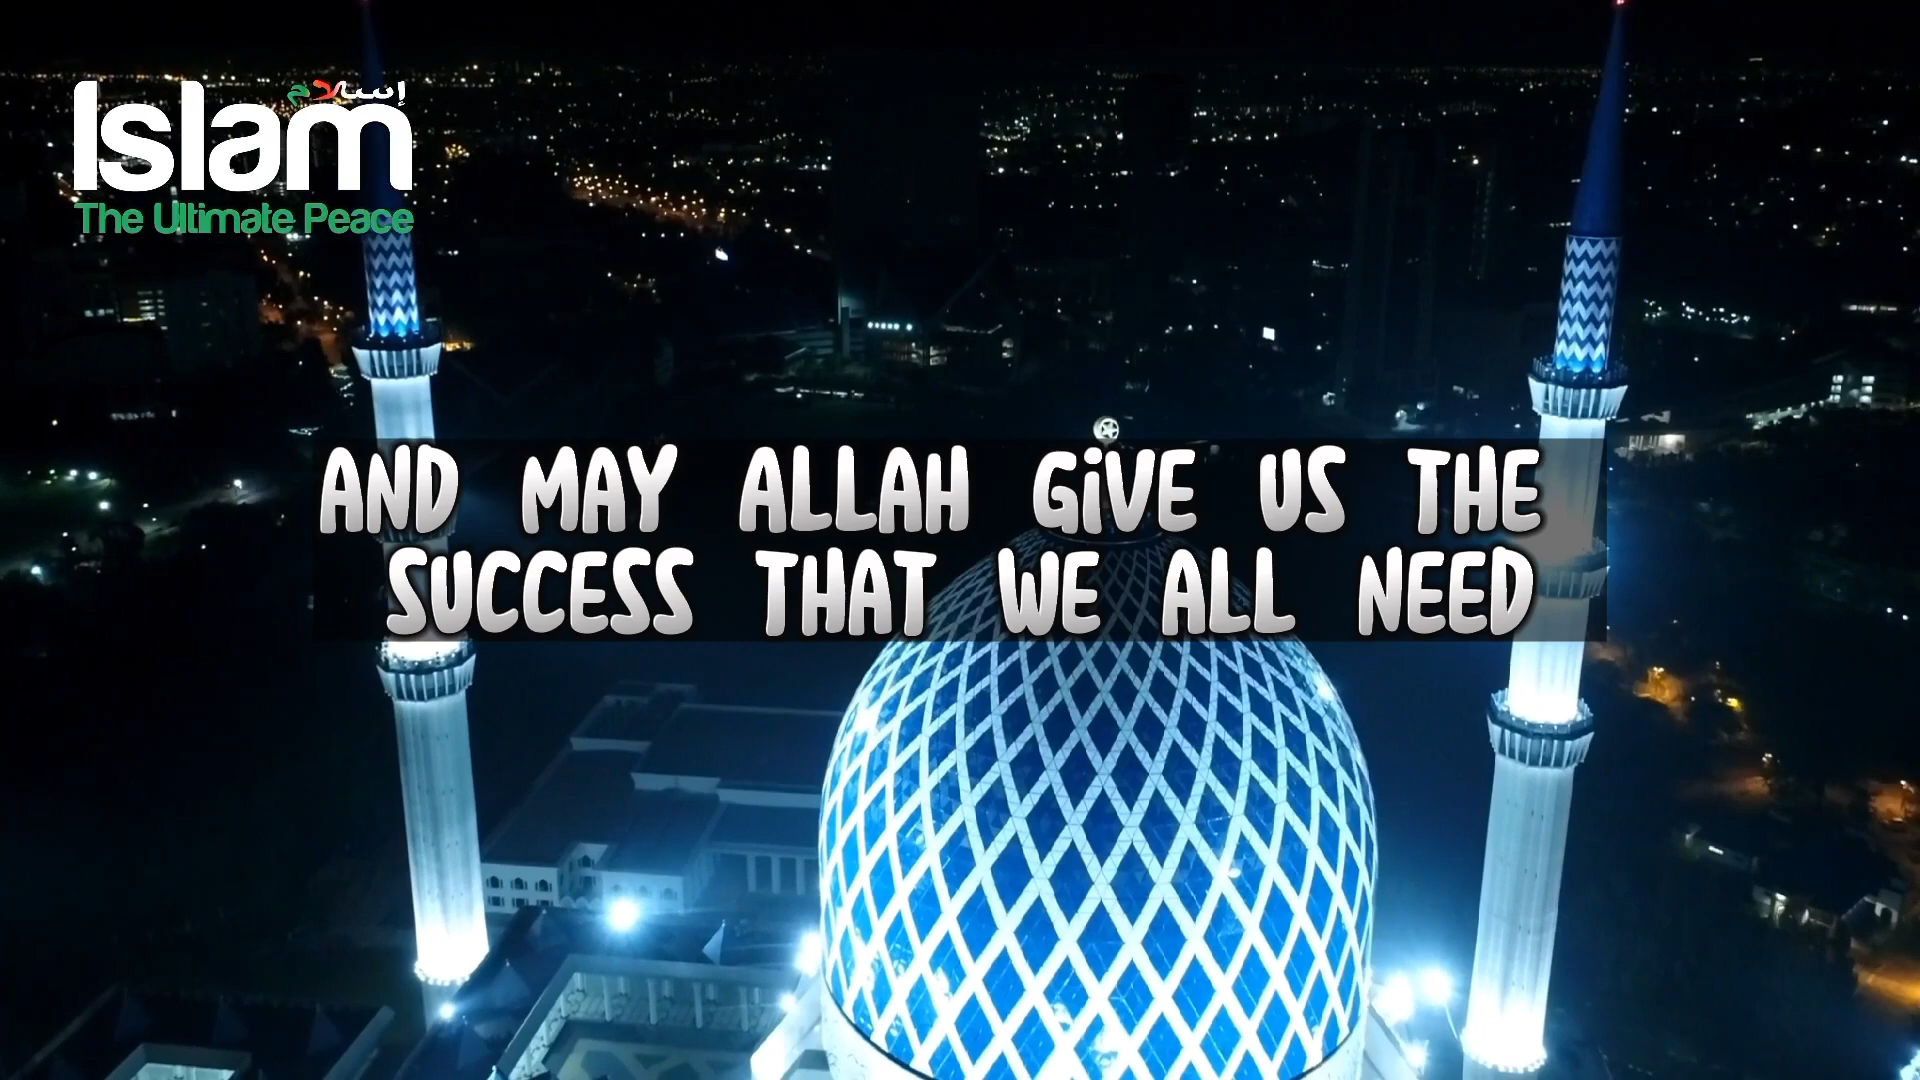 إسلام
Islam
The Ultimate Peace
AND MAY ALLAH GIVE US THE
SUCCESS THAT WE ALL NEED